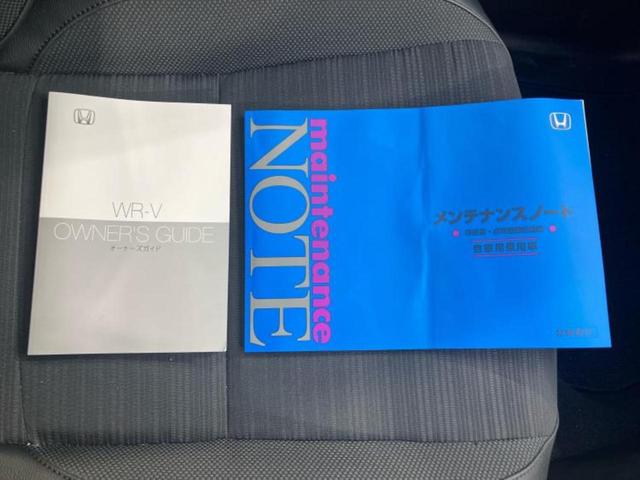 WR-V
OWNER'S GUIDE
オーナーズガイド
maintenance
NOTE
メンテナンスノート
自家用乗用車